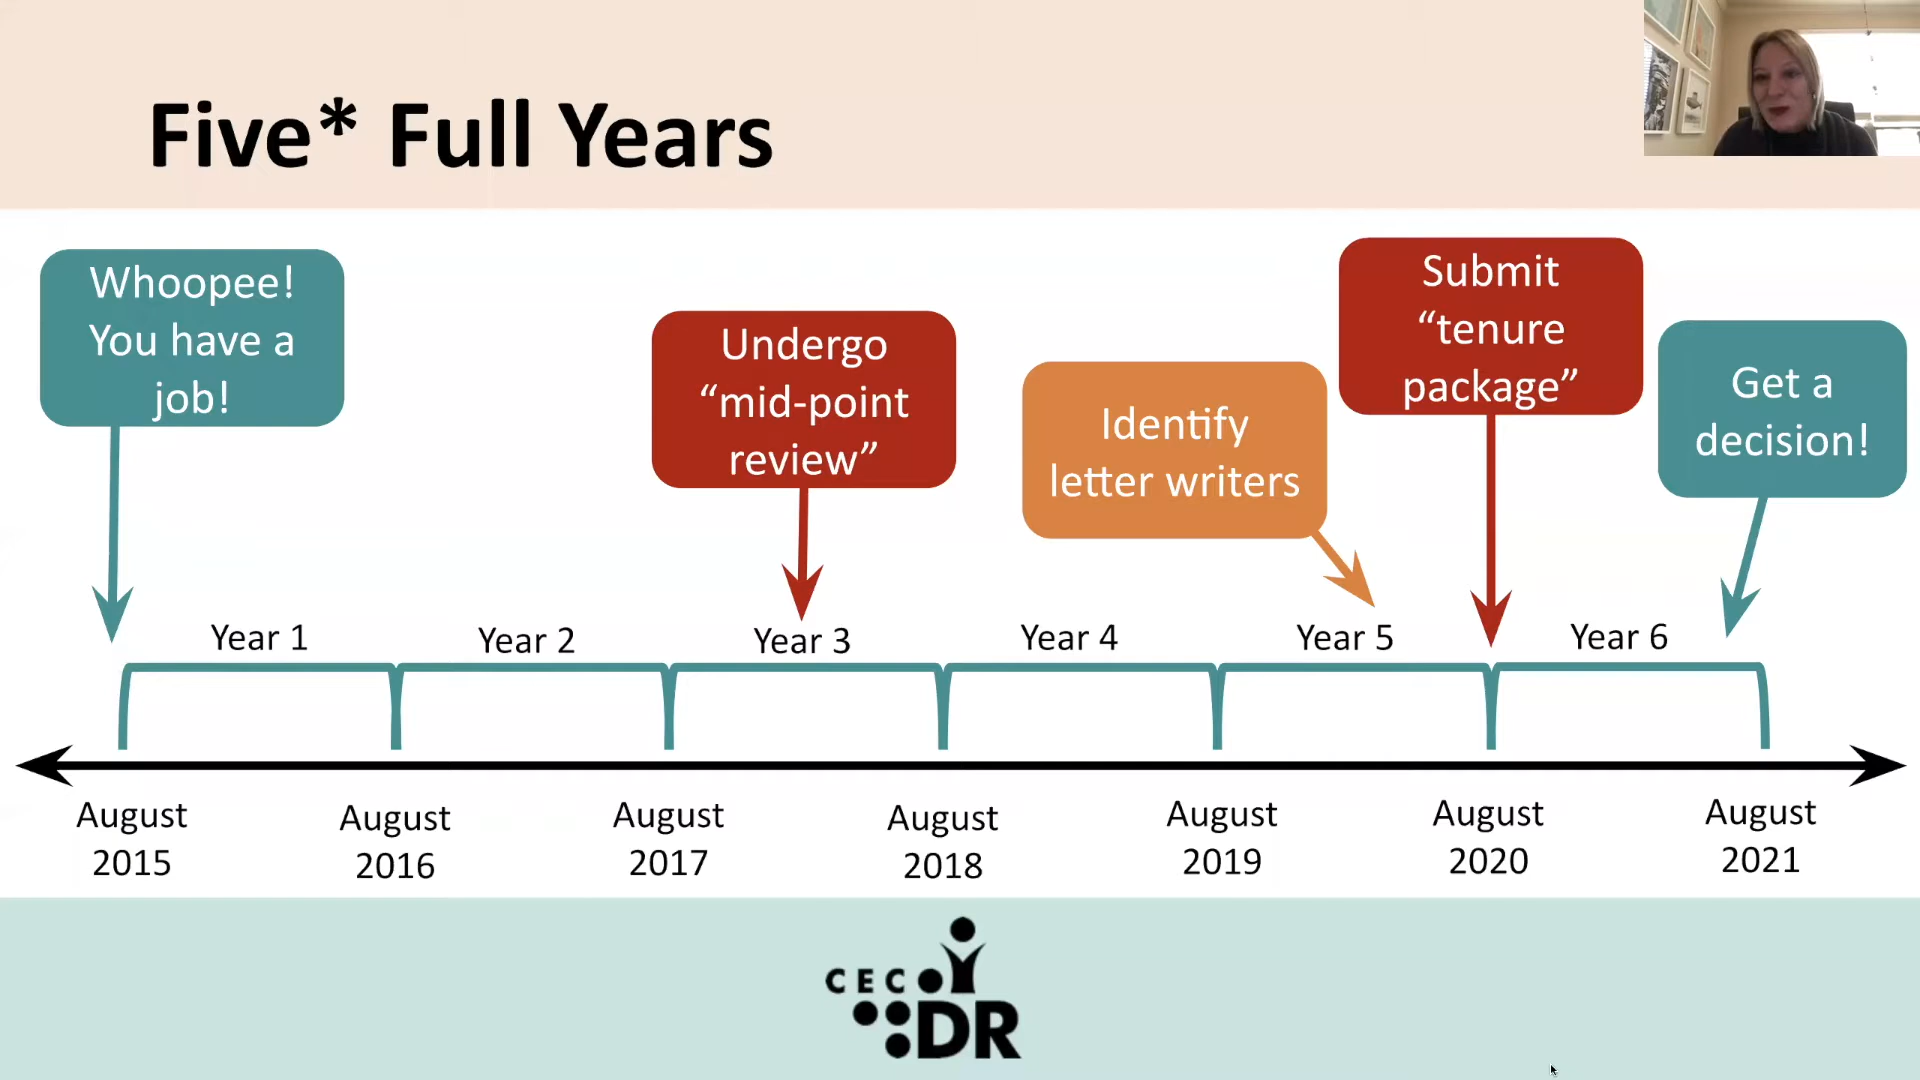 Five* Full Years
Whoopee!
You have a
job!
Undergo
“mid-point
review”
Identify
letter writers
Submit
“tenure
package”
Get a
decision!
Year 1
Year 2
Year 3
Year 4
Year 5
Year 6
August
2015
August
2016
August
2017
August
2018
August
2019
August
2020
August
2021
CEC
DR